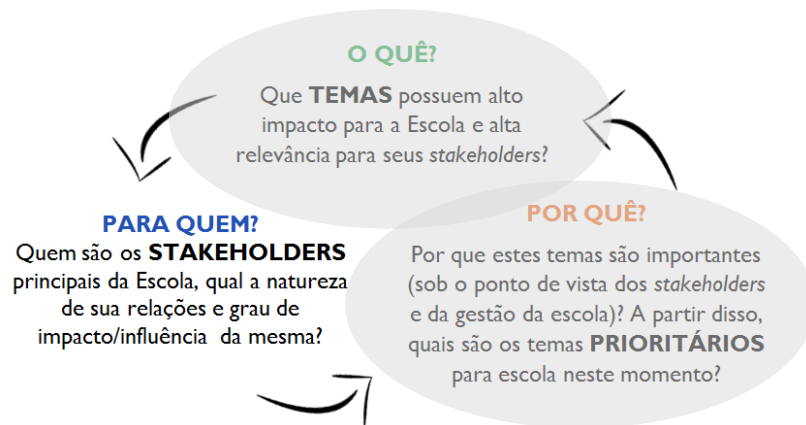 O QUÊ?
Que TEMAS possuem alto
impacto para a Escola e alta
relevância para seus stakeholders?
PARA QUEM?
Quem são os STAKEHOLDERS
principais da Escola, qual a natureza
de sua relações e grau de
impacto/influência da mesma?
POR QUÊ?
Por que estes temas são importantes
(sob o ponto de vista dos stakeholders
e da gestão da escola)? A partir disso,
quais são os temas PRIORITÁRIOS
para escola neste momento?